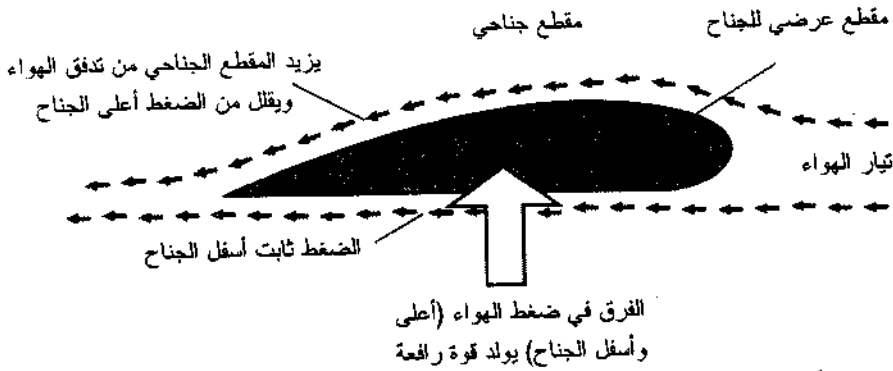 مقطع عرضي للجناح
مقطع جناحي
يزيد المقطع الجناحي من تدفق الهواء
ويقلل من الضغط أعلى الجناح
تيار الهواء
الضغط ثابت أسفل الجناح
الفرق في ضغط الهواء (أعلى
وأسفل الجناح) يولد قوة رافعة